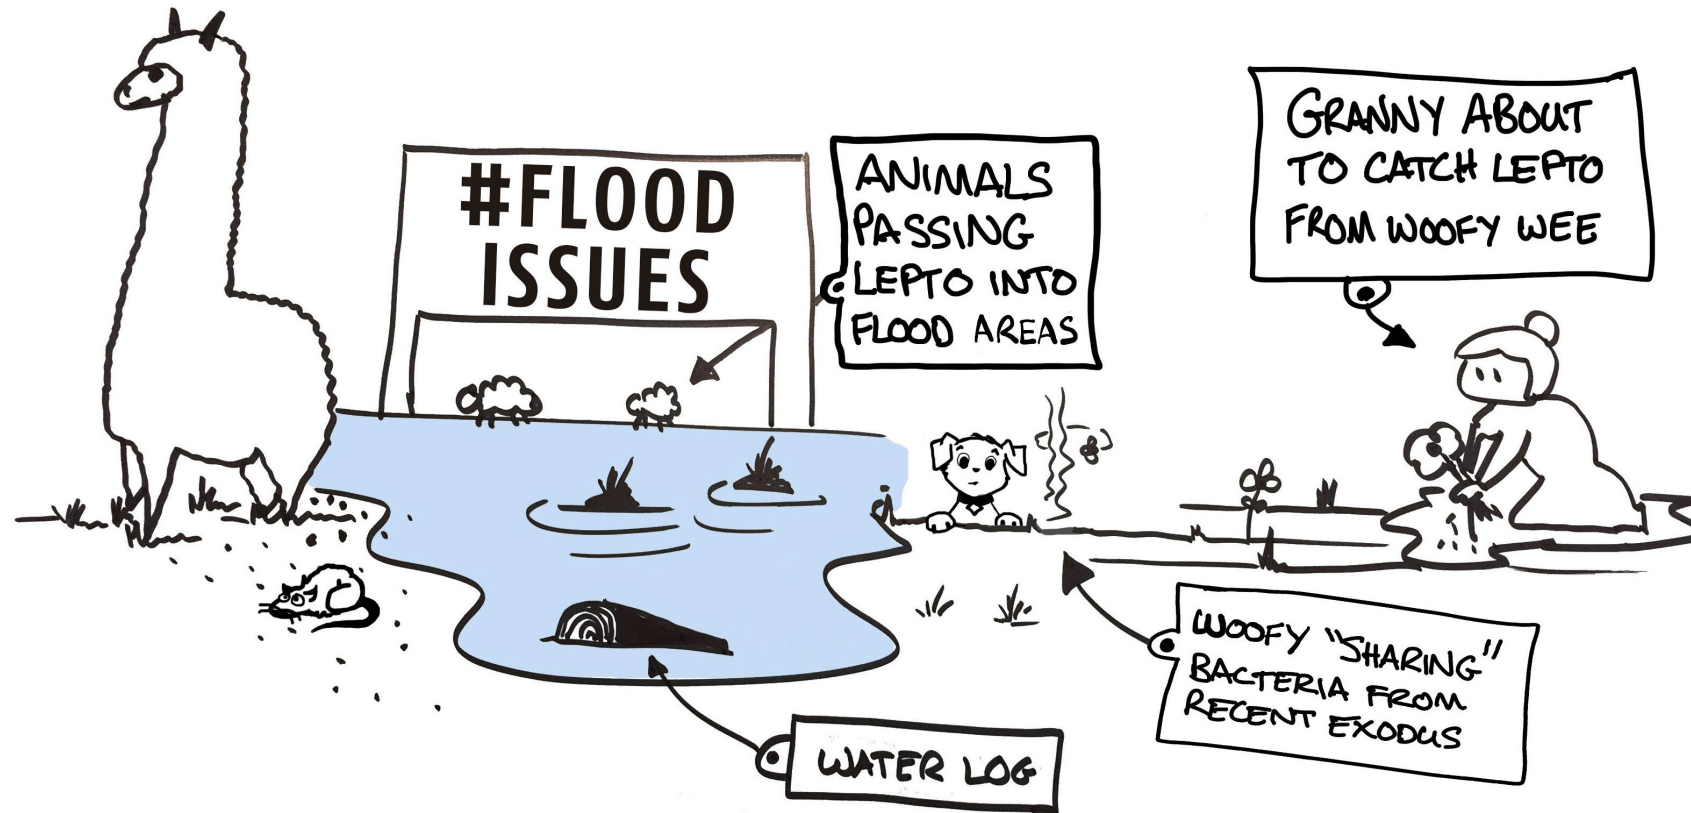 #FLOOD
ISSUES
ANIMALS
PASSING
LEPTO INTO
FLOOD AREAS
GRANNY ABOUT
TO CATCH LEPTO
FROM WOOFY WEE
WOOFY "SHARING"
BACTERIA FROM
RECENT EXODUS
WATER LOG